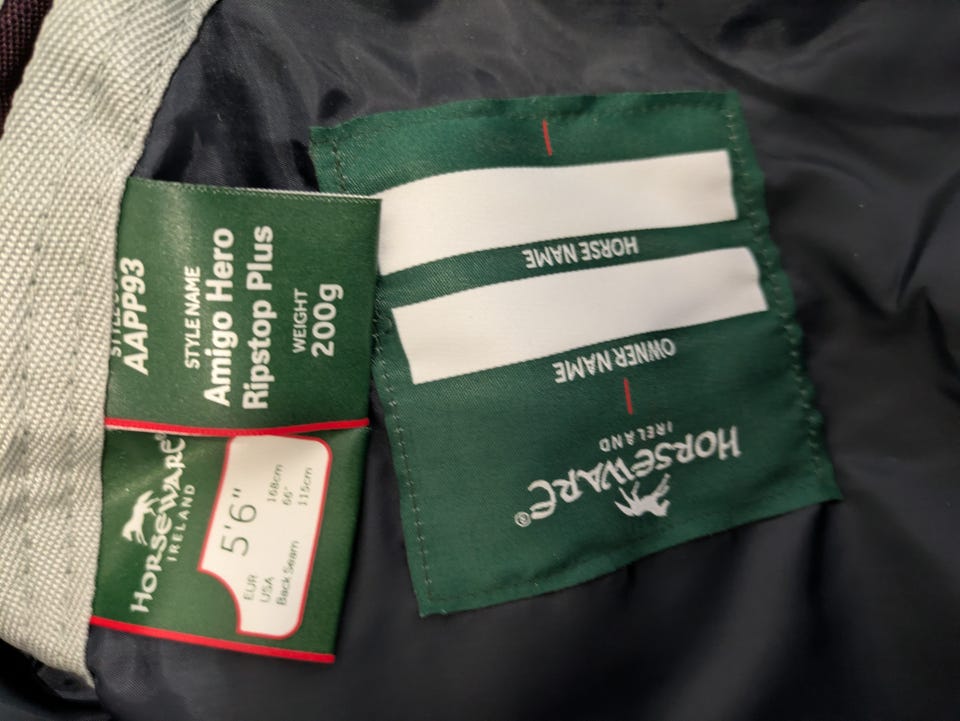 AAPP93
STYLE NAME
Amigo Hero
Ripstop Plus
WEIGHT
200g
HORSEWARE®
IRELAND
5'6"
EUR 168cm
USA 66"
Back Seam 115cm
HORSEWARE®
IRELAND
OWNER NAME
HORSE NAME